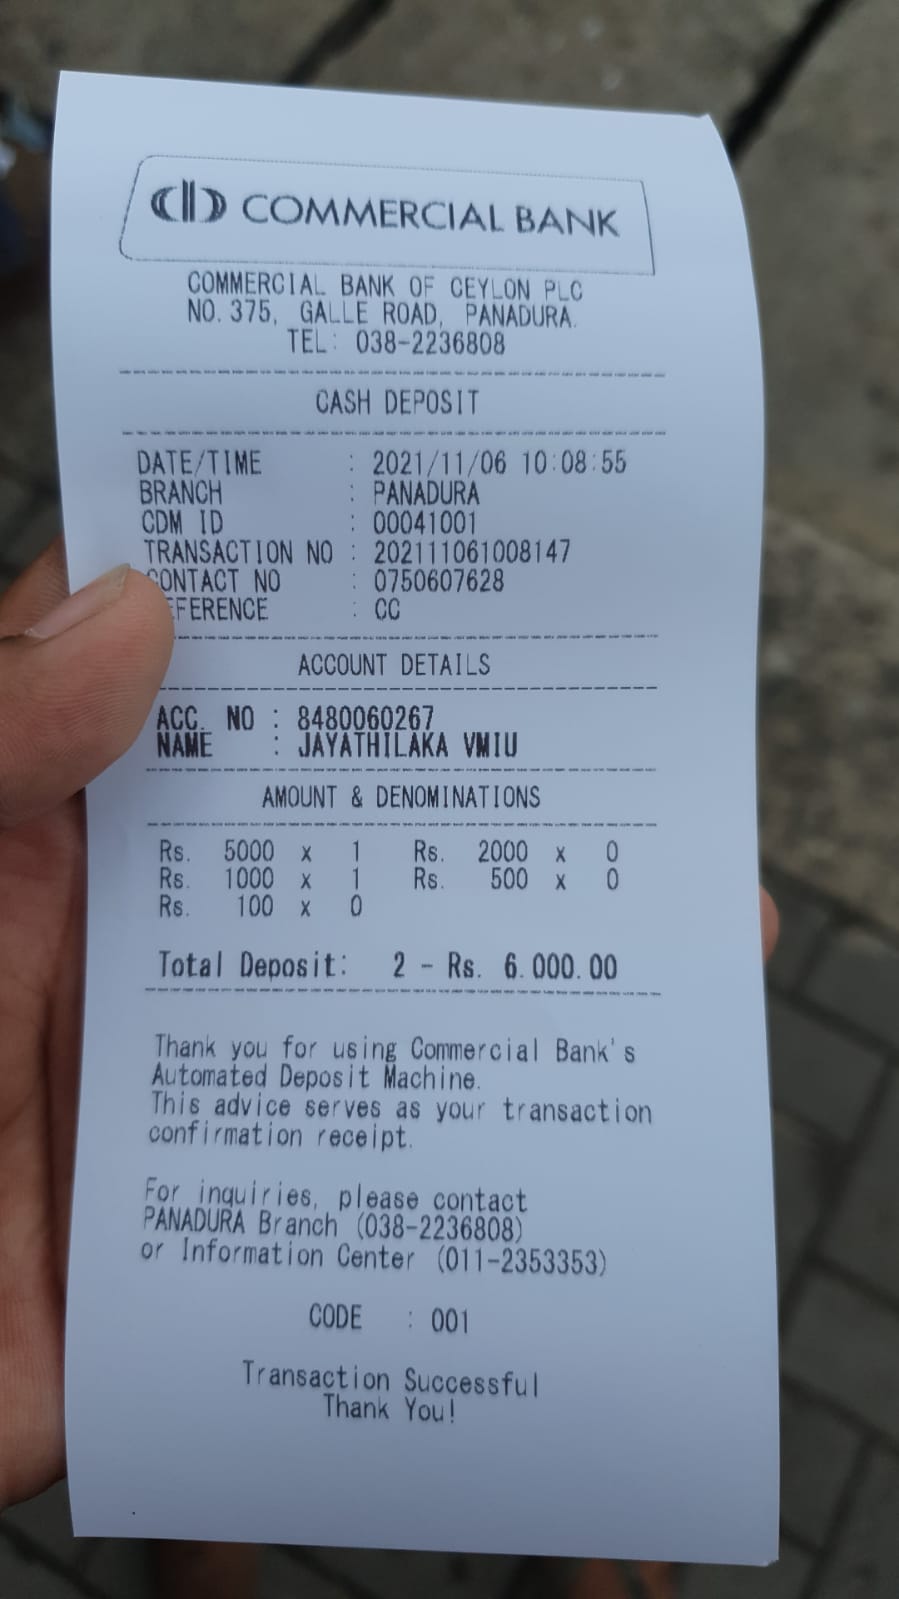 COMMERCIAL BANK
COMMERCIAL BANK OF CEYLON PLC
NO. 375, GALLE ROAD, PANADURA.
TEL: 038-2236808
CASH DEPOSIT
DATE/TIME : 2021/11/06 10:08:55
BRANCH : PANADURA
CDM ID : 00041001
TRANSACTION NO : 202111061008147
CONTACT NO : 0750607628
EFERENCE : CC
ACCOUNT DETAILS
ACC. NO : 8480060267
NAME : JAYATHILAKA VMIU
AMOUNT & DENOMINATIONS
Rs. 5000 x 1 Rs. 2000 x 0
Rs. 1000 x 1 Rs. 500 x 0
Rs. 100 x 0
Total Deposit: 2 - Rs. 6,000.00
Thank you for using Commercial Bank's
Automated Deposit Machine.
This advice serves as your transaction
confirmation receipt.
For inquiries, please contact
PANADURA Branch (038-2236808)
or Information Center (011-2353353)
CODE : 001
Transaction Successful
Thank You!